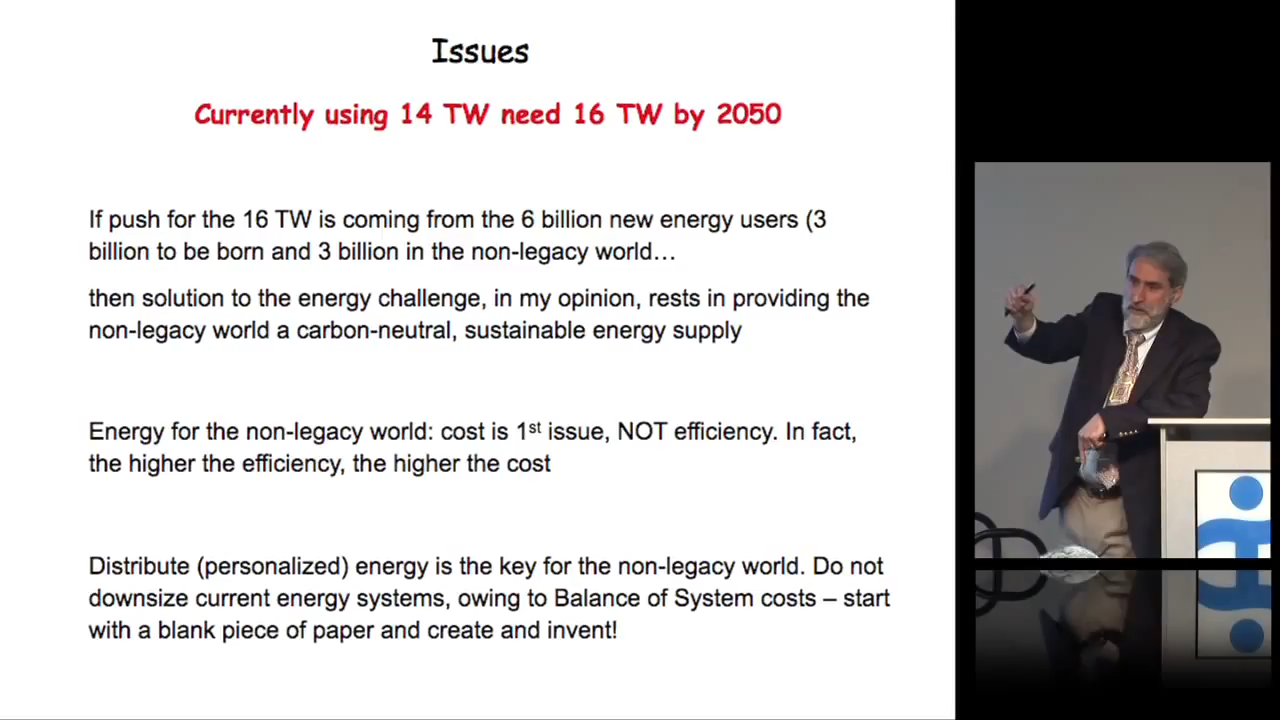 Issues
Currently using 14 TW need 16 TW by 2050
If push for the 16 TW is coming from the 6 billion new energy users (3
billion to be born and 3 billion in the non-legacy world…
then solution to the energy challenge, in my opinion, rests in providing the
non-legacy world a carbon-neutral, sustainable energy supply
Energy for the non-legacy world: cost is 1st issue, NOT efficiency. In fact,
the higher the efficiency, the higher the cost
Distribute (personalized) energy is the key for the non-legacy world. Do not
downsize current energy systems, owing to Balance of System costs – start
with a blank piece of paper and create and invent!